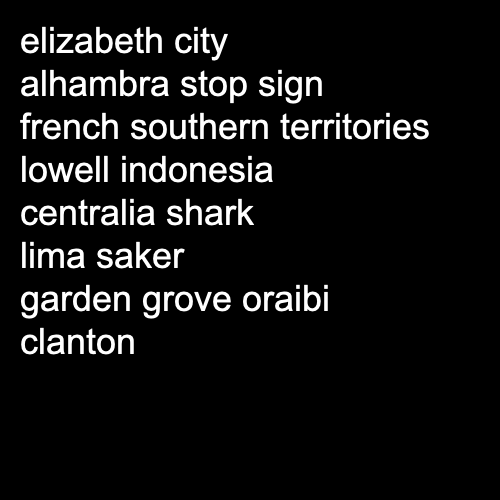 elizabeth city
alhambra stop sign
french southern territories
lowell indonesia
centralia shark
lima saker
garden grove oraibi
clanton